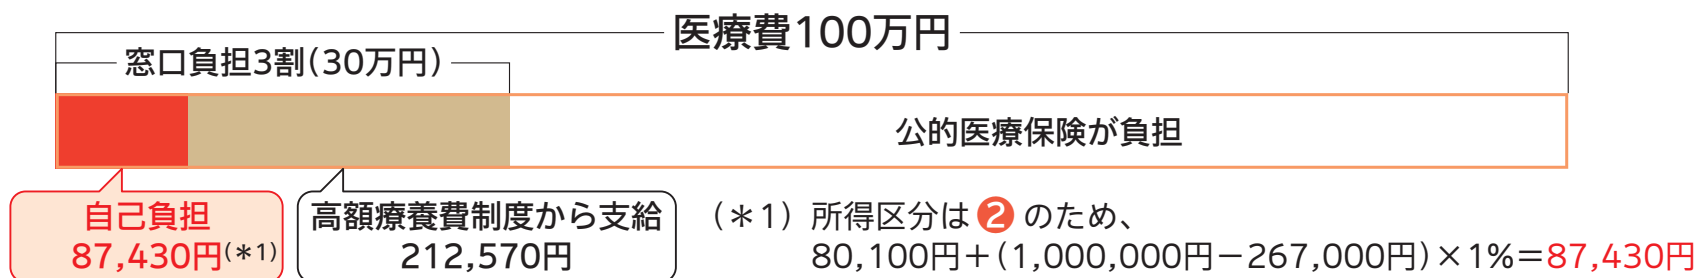 医療費100万円
窓口負担3割(30万円)
公的医療保険が負担
自己負担
87,430円(*1)
高額療養費制度から支給
212,570円
(*1) 所得区分は 2 のため、
80,100円+(1,000,000円-267,000円)×1%=87,430円